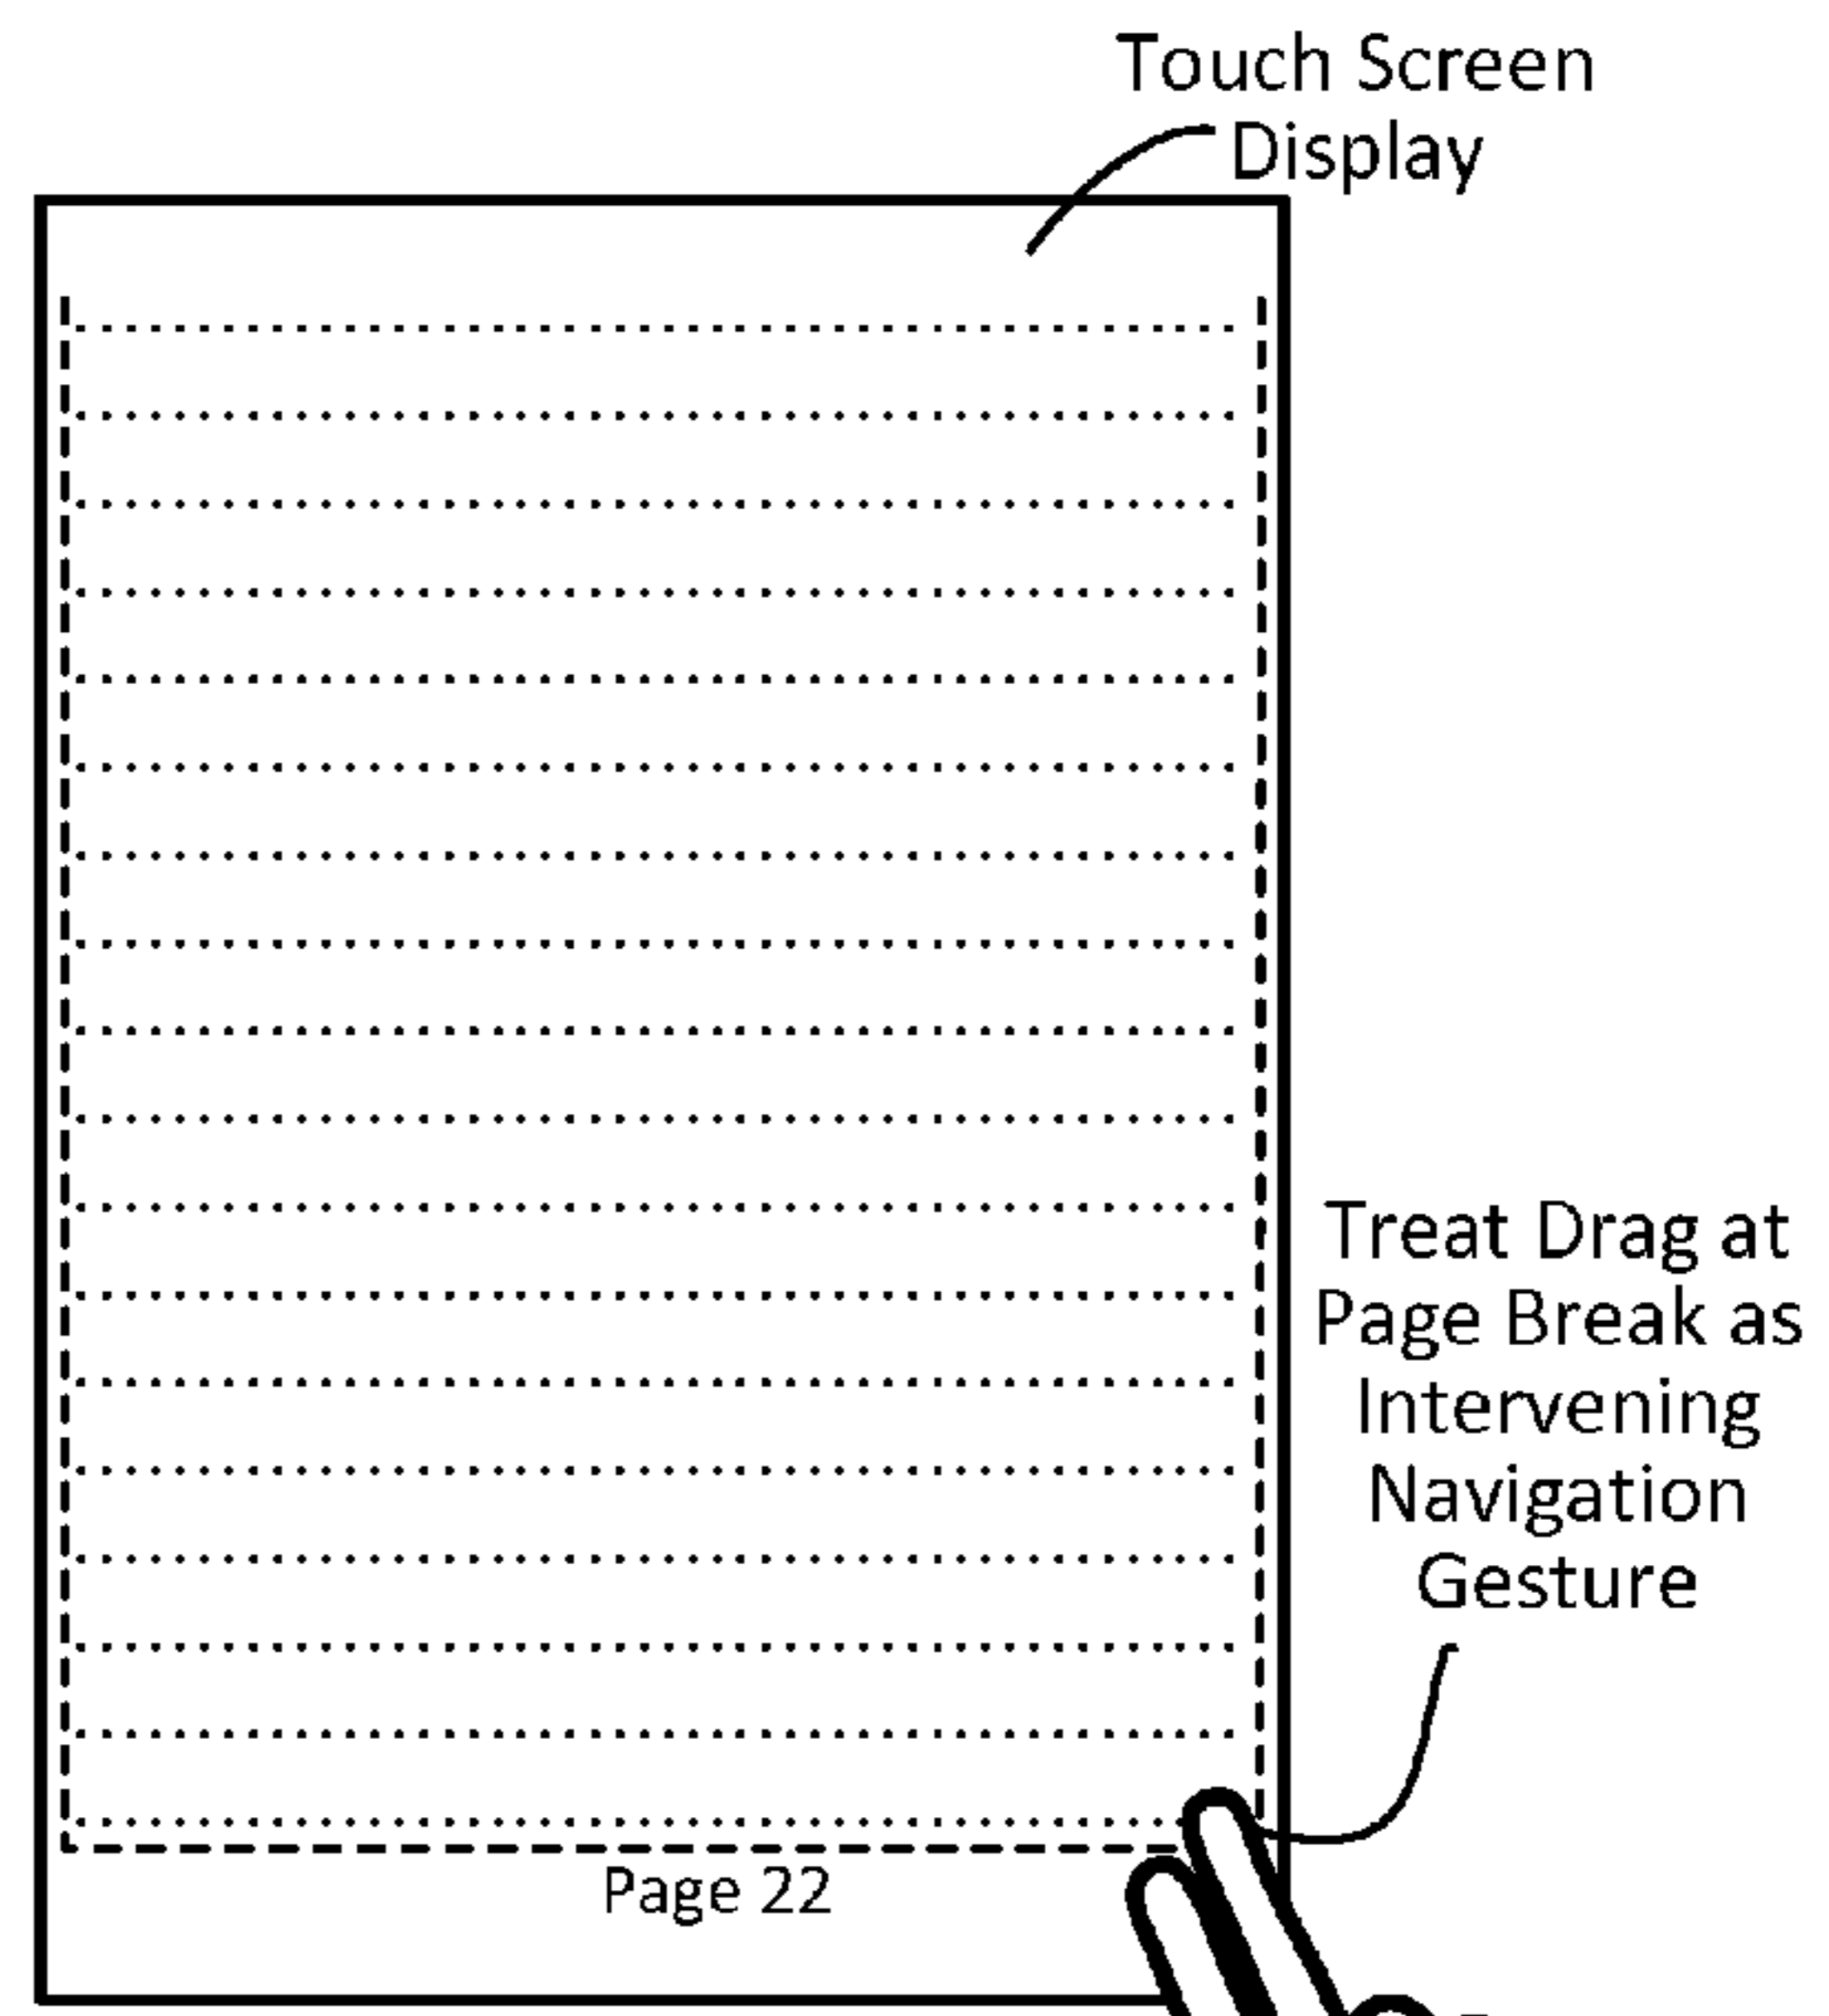 Touch Screen
Display
Treat Drag at
Page Break as
Intervening
Navigation
Gesture
Page 22